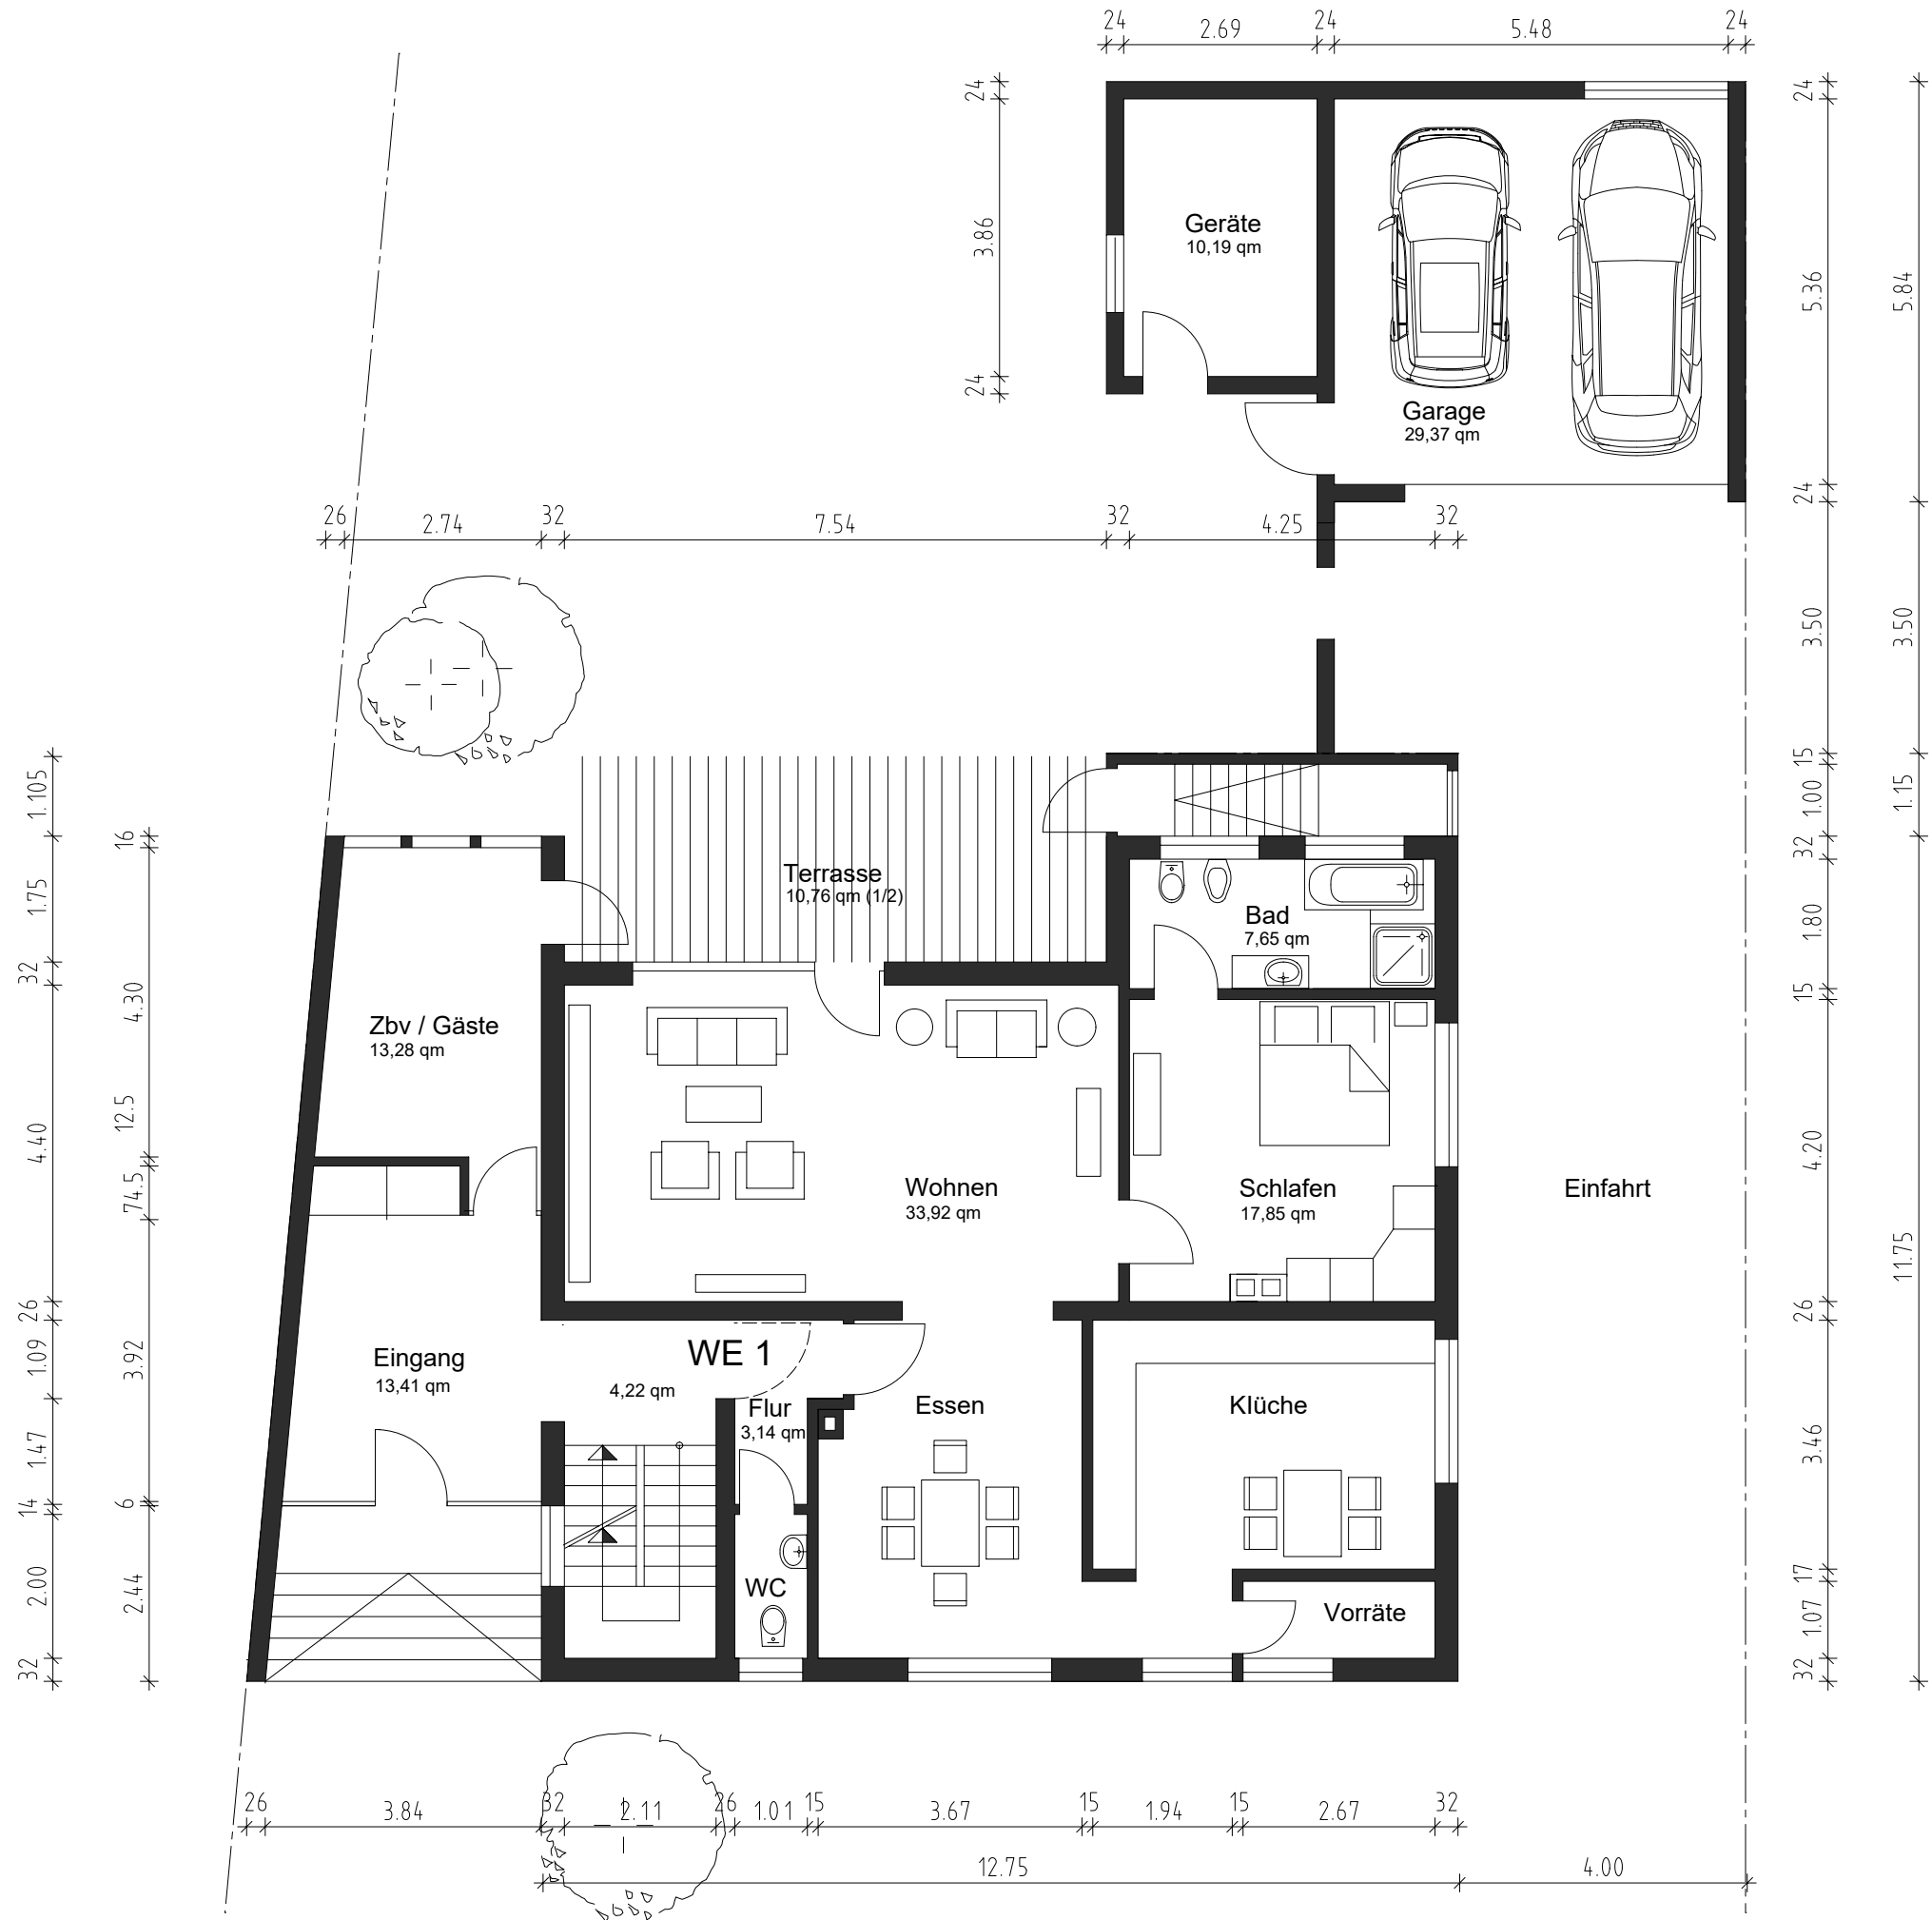 24
2.69
24
5.48
24
24
3.86
24
24
5.36
24
3.50
15
1.00
32
1.80
15
4.20
26
3.46
17
1.07
32
5.84
3.50
1.15
11.75
Geräte
10,19 qm
Garage
29,37 qm
26
2.74
32
7.54
32
4.25
32
1.105
1.75
32
4.40
26
1.09
1.47
14
2.00
32
16
4.30
12.5
74.5
3.92
6
2.44
Terrasse
10,76 qm (1/2)
Bad
7,65 qm
Zbv / Gäste
13,28 qm
Wohnen
33,92 qm
Schlafen
17,85 qm
Einfahrt
WE 1
Eingang
13,41 qm
4,22 qm
Flur
3,14 qm
Essen
Klüche
WC
Vorräte
26
3.84
32
2.11
26
1.01
15
3.67
15
1.94
15
2.67
32
12.75
4.00